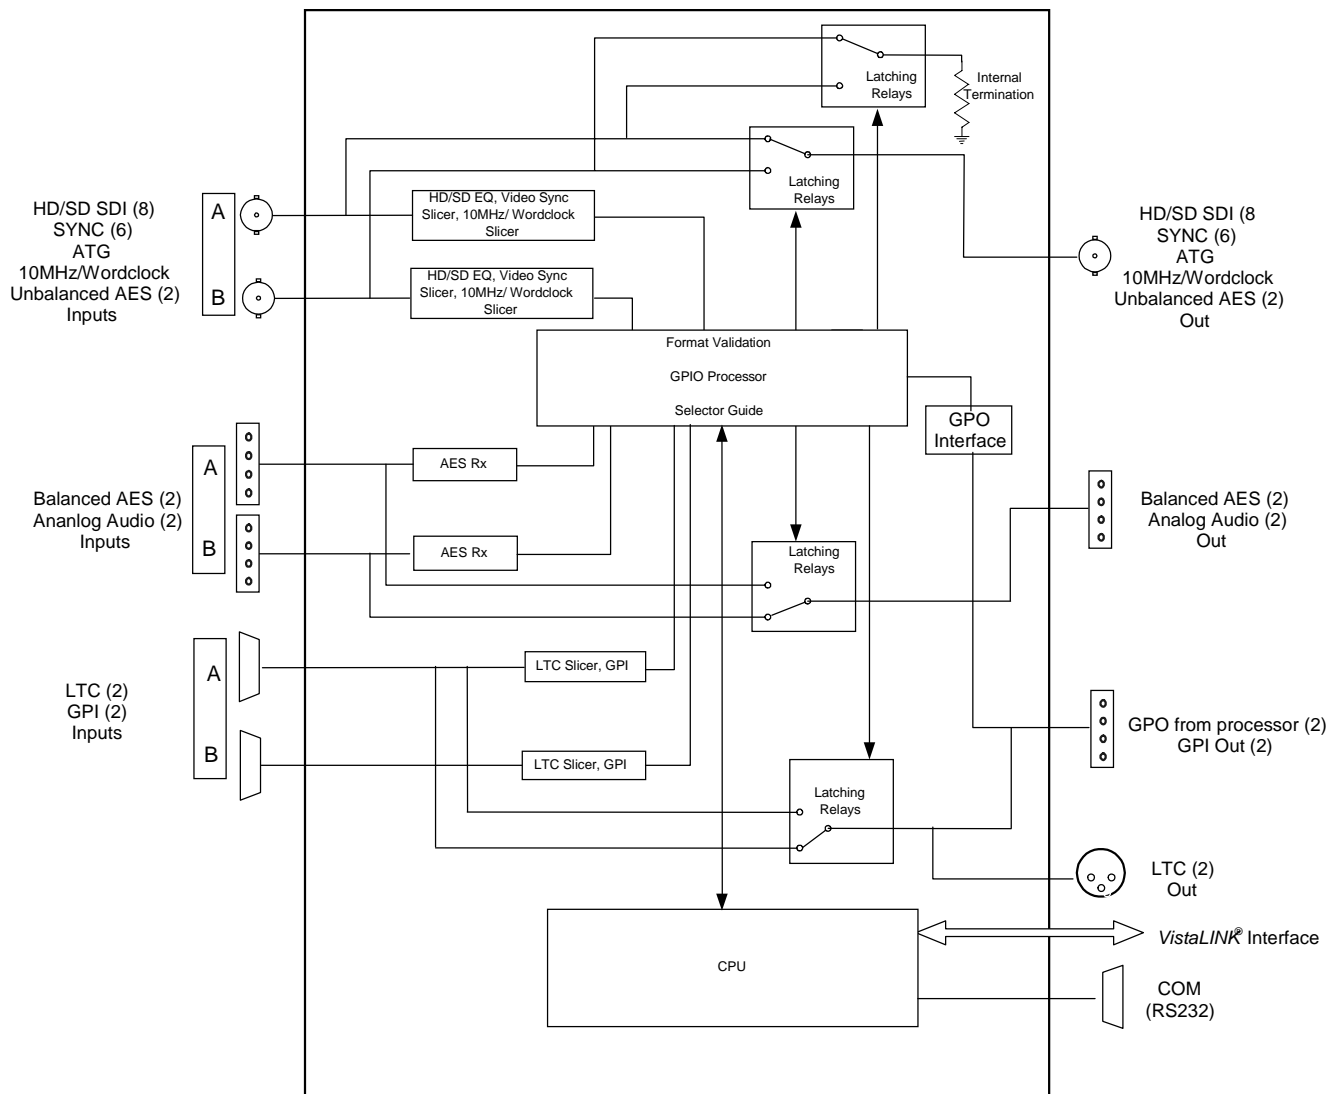 Latching
Relays
Internal
Termination
Latching
Relays
HD/SD SDI (8)
SYNC (6)
ATG
10MHz/Wordclock
Unbalanced AES (2)
Inputs
A
B
HD/SD EQ, Video Sync
Slicer, 10MHz/ Wordclock
Slicer
HD/SD EQ, Video Sync
Slicer, 10MHz/ Wordclock
Slicer
HD/SD SDI (8
SYNC (6)
ATG
10MHz/Wordclock
Unbalanced AES (2)
Out
Format Validation
GPIO Processor
Selector Guide
GPO
Interface
Balanced AES (2)
Ananlog Audio (2)
Inputs
A
B
AES Rx
AES Rx
Latching
Relays
Balanced AES (2)
Analog Audio (2)
Out
LTC (2)
GPI (2)
Inputs
A
B
LTC Slicer, GPI
LTC Slicer, GPI
Latching
Relays
GPO from processor (2)
GPI Out (2)
LTC (2)
Out
CPU
VistaLINK® Interface
COM
(RS232)